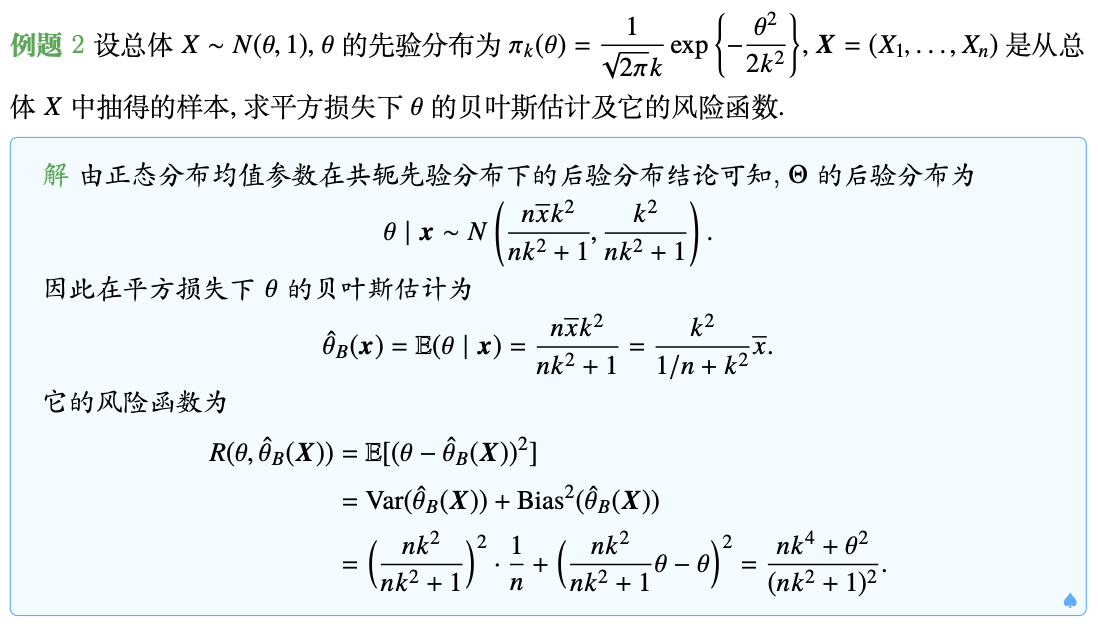 例题 2 设总体 $X \sim N(\theta, 1)$, $\theta$ 的先验分布为 $\pi_k(\theta) = \frac{1}{\sqrt{2\pi}k} \exp\left\{-\frac{\theta^2}{2k^2}\right\}$, $\boldsymbol{X} = (X_1, \ldots, X_n)$ 是从总
体 $X$ 中抽得的样本, 求平方损失下 $\theta$ 的贝叶斯估计及它的风险函数.
解 由正态分布均值参数在共轭先验分布下的后验分布结论可知, $\Theta$ 的后验分布为
$\theta \mid \boldsymbol{x} \sim N\left(\frac{n\overline{x}k^2}{nk^2+1}, \frac{k^2}{nk^2+1}\right).$
因此在平方损失下 $\theta$ 的贝叶斯估计为
$\hat{\theta}_B(\boldsymbol{x}) = \mathbb{E}(\theta \mid \boldsymbol{x}) = \frac{n\overline{x}k^2}{nk^2+1} = \frac{k^2}{1/n+k^2}\overline{x}.$
它的风险函数为
$R(\theta, \hat{\theta}_B(\boldsymbol{X})) = \mathbb{E}[(\theta - \hat{\theta}_B(\boldsymbol{X}))^2]$
$= \text{Var}(\hat{\theta}_B(\boldsymbol{X})) + \text{Bias}^2(\hat{\theta}_B(\boldsymbol{X}))$
$= \left(\frac{nk^2}{nk^2+1}\right)^2 \cdot \frac{1}{n} + \left(\frac{nk^2}{nk^2+1}\theta - \theta\right)^2 = \frac{nk^4+\theta^2}{(nk^2+1)^2}.$
♠